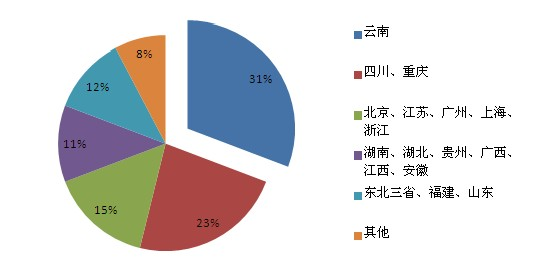 8%
31%
12%
11%
15%
23%
云南
四川、重庆
北京、江苏、广州、上海、
浙江
湖南、湖北、贵州、广西、
江西、安徽
东北三省、福建、山东
其他